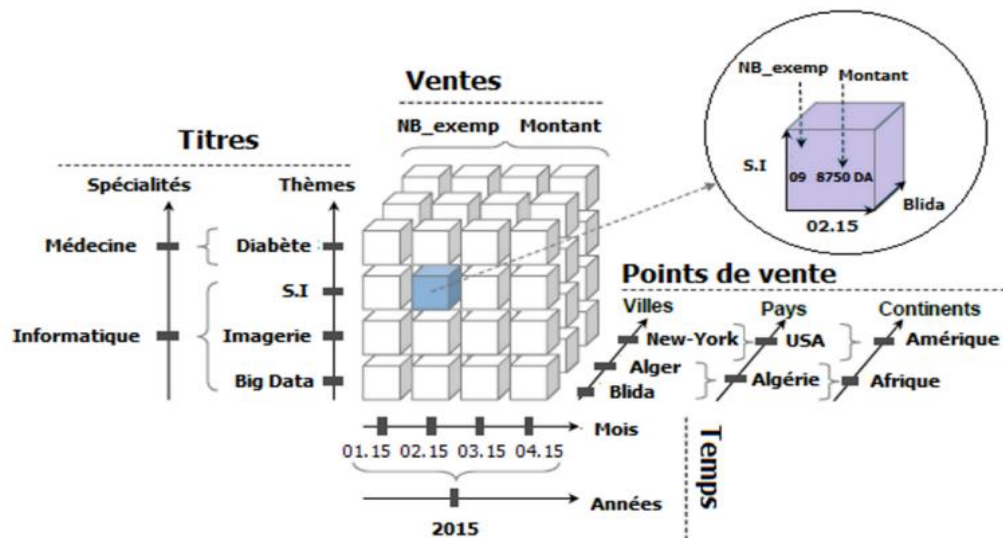 Ventes
NB_exemp Montant
Titres
Spécialités
Thèmes
Médecine
Diabète
S.I
Informatique
Imagerie
Big Data
NB_exemp
Montant
S.I
09 8750 DA
Blida
02.15
Points de vente
Villes
Pays
Continents
New-York
USA
Amérique
Alger
Algérie
Afrique
Blida
Mois
01.15 02.15 03.15 04.15
Années
2015
Temps